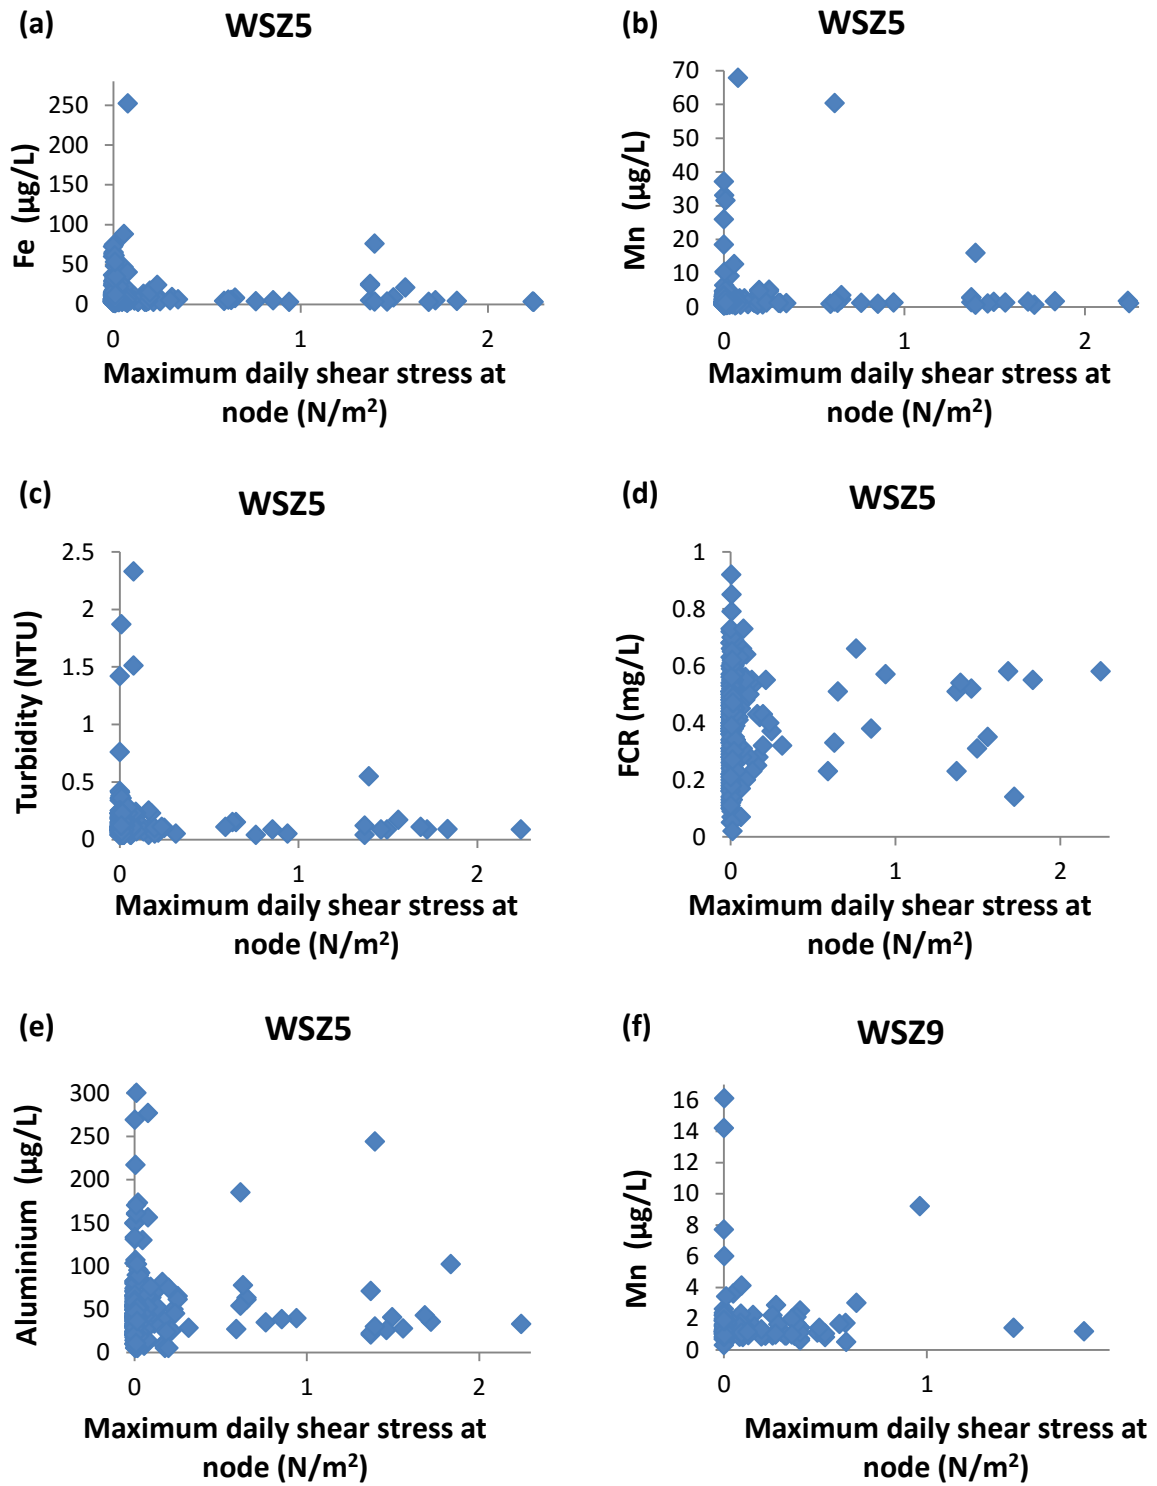 (a)
WSZ5
Fe (µg/L)
250
200
150
100
50
0
0
1
2
Maximum daily shear stress at
node (N/m²)
(b)
WSZ5
Mn (µg/L)
70
60
50
40
30
20
10
0
0
1
2
Maximum daily shear stress at
node (N/m²)
(c)
WSZ5
Turbidity (NTU)
2.5
2
1.5
1
0.5
0
0
1
2
Maximum daily shear stress at
node (N/m²)
(d)
WSZ5
FCR (mg/L)
1
0.8
0.6
0.4
0.2
0
0
1
2
Maximum daily shear stress at
node (N/m²)
(e)
WSZ5
Aluminium (µg/L)
300
250
200
150
100
50
0
0
1
2
Maximum daily shear stress at
node (N/m²)
(f)
WSZ9
Mn (µg/L)
16
14
12
10
8
6
4
2
0
0
1
Maximum daily shear stress at
node (N/m²)